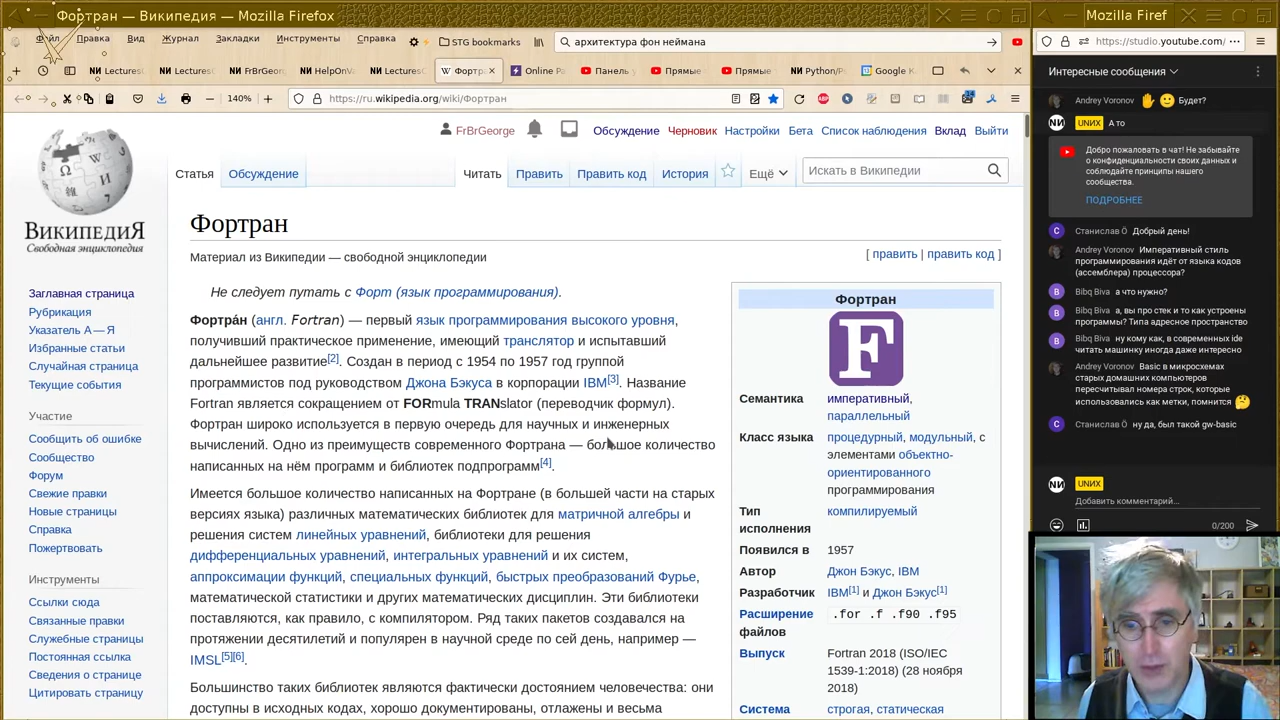 Фортран — Википедия — Mozilla Firefox
Mozilla Firef
Файл Правка Вид Журнал Закладки Инструменты Справка
STG bookmarks
архитектура фон неймана
https://studio.youtube.com/
LecturesC
LecturesC
FrBrGeor
HelpOnV
LecturesC
Фортр
Online P
Панель у
Прямые
Прямые
Python/P
Google К
140%
https://ru.wikipedia.org/wiki/Фортран
FrBrGeorge
Обсуждение Черновик Настройки Бета Список наблюдения Вклад Выйти
Статья Обсуждение
Читать Править Править код История Ещё
Искать в Википедии
ВикипедиЯ
Свободная энциклопедия
Заглавная страница
Рубрикация
Указатель А — Я
Избранные статьи
Случайная страница
Текущие события
Участие
Сообщить об ошибке
Сообщество
Форум
Свежие правки
Новые страницы
Справка
Пожертвовать
Инструменты
Ссылки сюда
Связанные правки
Служебные страницы
Постоянная ссылка
Сведения о странице
Цитировать страницу
Фортран
Материал из Википедии — свободной энциклопедии
[ править | править код ]
Не следует путать с Форт (язык программирования).
Фортра́н (англ. Fortran) — первый язык программирования высокого уровня,
получивший практическое применение, имеющий транслятор и испытавший
дальнейшее развитие[2]. Создан в период с 1954 по 1957 год группой
программистов под руководством Джона Бэкуса в корпорации IBM[3]. Название
Fortran является сокращением от FORmula TRANslator (переводчик формул).
Фортран широко используется в первую очередь для научных и инженерных
вычислений. Одно из преимуществ современного Фортрана — большое количество
написанных на нём программ и библиотек подпрограмм[4].
Имеется большое количество написанных на Фортране (в большей части на старых
версиях языка) различных математических библиотек для матричной алгебры и
решения систем линейных уравнений, библиотеки для решения
дифференциальных уравнений, интегральных уравнений и их систем,
аппроксимации функций, специальных функций, быстрых преобразований Фурье,
математической статистики и других математических дисциплин. Эти библиотеки
поставляются, как правило, с компилятором. Ряд таких пакетов создавался на
протяжении десятилетий и популярен в научной среде по сей день, например —
IMSL[5][6].
Большинство таких библиотек являются фактически достоянием человечества: они
доступны в исходных кодах, хорошо документированы, отлажены и весьма
Фортран
F
Семантика императивный,
параллельный
Класс языка процедурный, модульный, с
элементами объектно-
ориентированного
программирования
Тип
исполнения
компилируемый
Появился в 1957
Автор Джон Бэкус, IBM
Разработчик IBM[1] и Джон Бэкус[1]
Расширение
файлов
.for .f .f90 .f95
Выпуск Fortran 2018 (ISO/IEC
1539-1:2018) (28 ноября
2018)
Система строгая, статическая
Интересные сообщения
Andrey Voronov Будет?
UNИX А то
Добро пожаловать в чат! Не забывайте
о конфиденциальности своих данных и
соблюдайте принципы нашего
сообщества.
ПОДРОБНЕЕ
Станислав Ö Добрый день!
Andrey Voronov Императивный стиль
программирования идёт от языка кодов
(ассемблера) процессора?
Bibq Biva а что нужно?
Bibq Biva а, вы про стек и то как устроены
программы? Типа адресное пространство
Bibq Biva ну кому как, в современных ide
читать машинку иногда даже интересно
Andrey Voronov Basic в микросхемах
старых домашних компьютеров
пересчитывал номера строк, которые
использовались как метки, помнится
Станислав Ö ну да, был такой gw-basic
UNИX
Добавить комментарий...
0/200